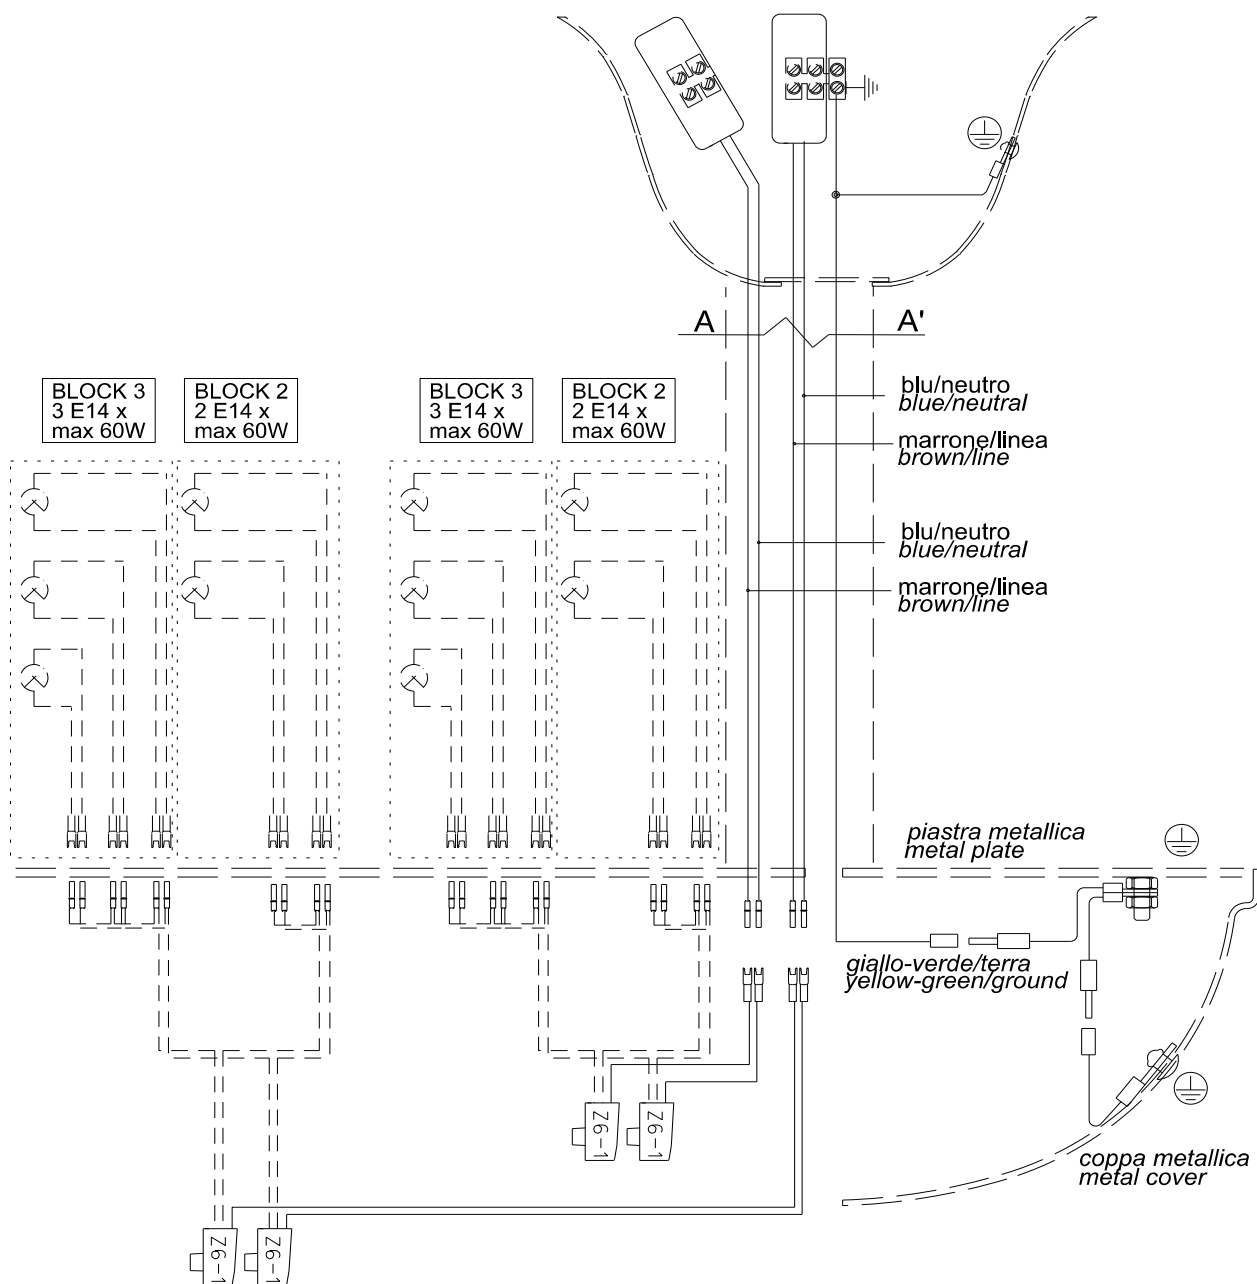 A
A'
BLOCK 3
3 E14 x
max 60W
BLOCK 2
2 E14 x
max 60W
BLOCK 3
3 E14 x
max 60W
BLOCK 2
2 E14 x
max 60W
blu/neutro
blue/neutral
marrone/linea
brown/line
blu/neutro
blue/neutral
marrone/linea
brown/line
piastra metallica
metal plate
giallo-verde/terra
yellow-green/ground
Z6-1
Z6-1
coppa metallica
metal cover
Z6-1
Z6-1